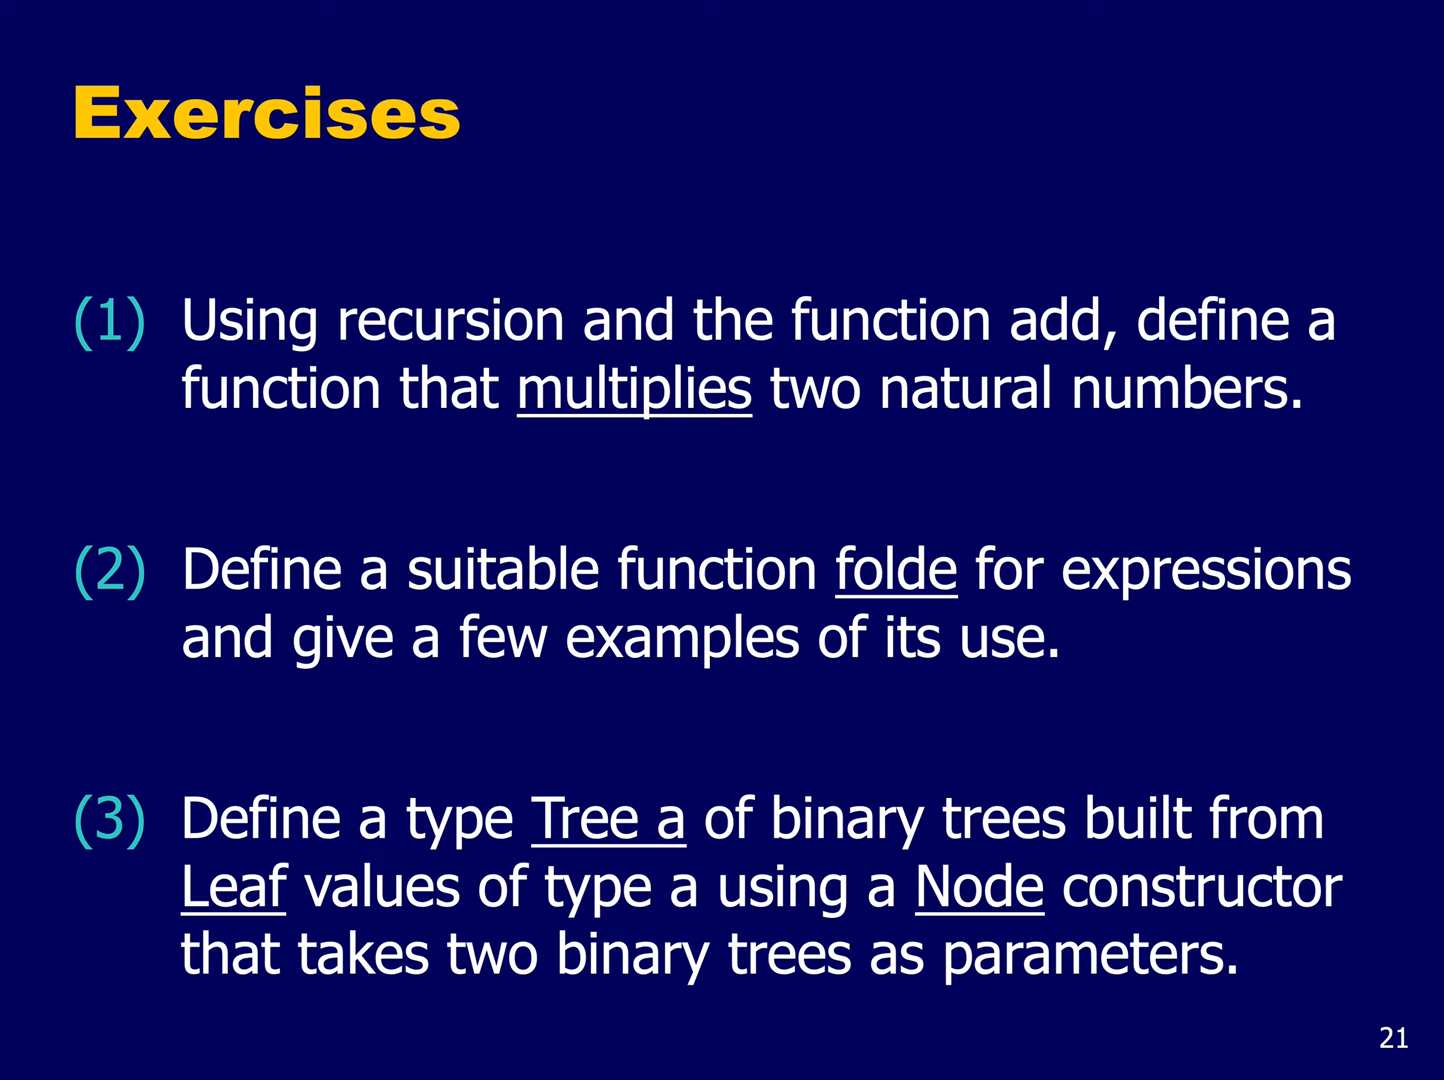 Exercises
(1) Using recursion and the function add, define a
function that multiplies two natural numbers.
(2) Define a suitable function folde for expressions
and give a few examples of its use.
(3) Define a type Tree a of binary trees built from
Leaf values of type a using a Node constructor
that takes two binary trees as parameters.
21